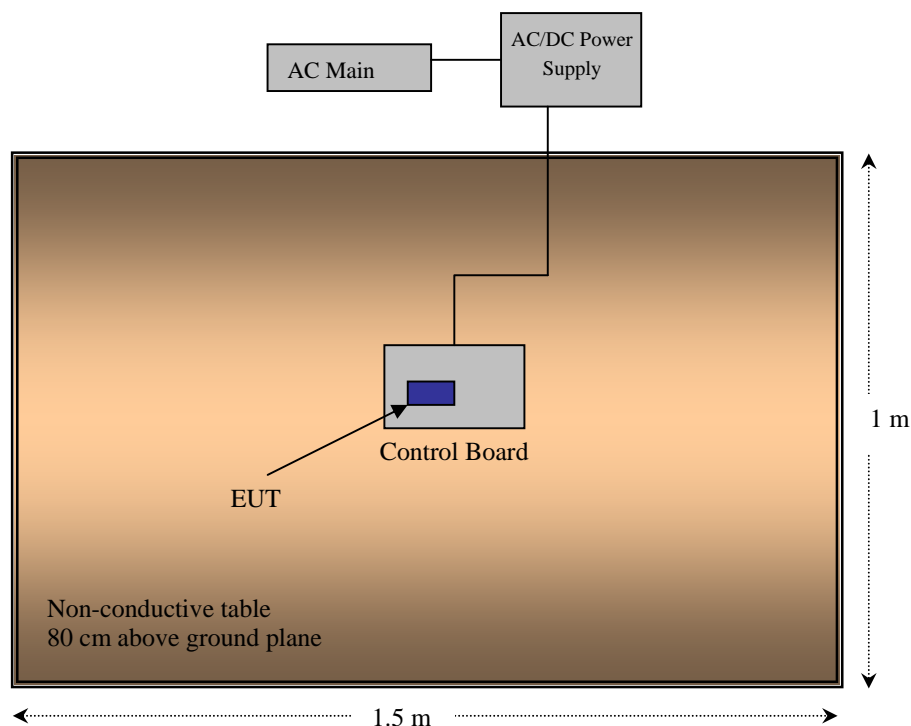 AC/DC Power
Supply
AC Main
1 m
Control Board
EUT
Non-conductive table
80 cm above ground plane
1.5 m